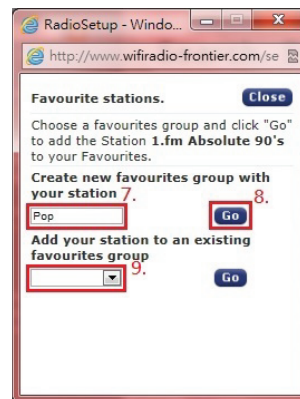 RadioSetup - Windo...
http://www.wifiradio-frontier.com/se
Favourite stations. Close
Choose a favourites group and click "Go"
to add the Station 1.fm Absolute 90's
to your Favourites.
Create new favourites group with
your station 7. 8.
Pop Go
Add your station to an existing
favourites group
9. Go